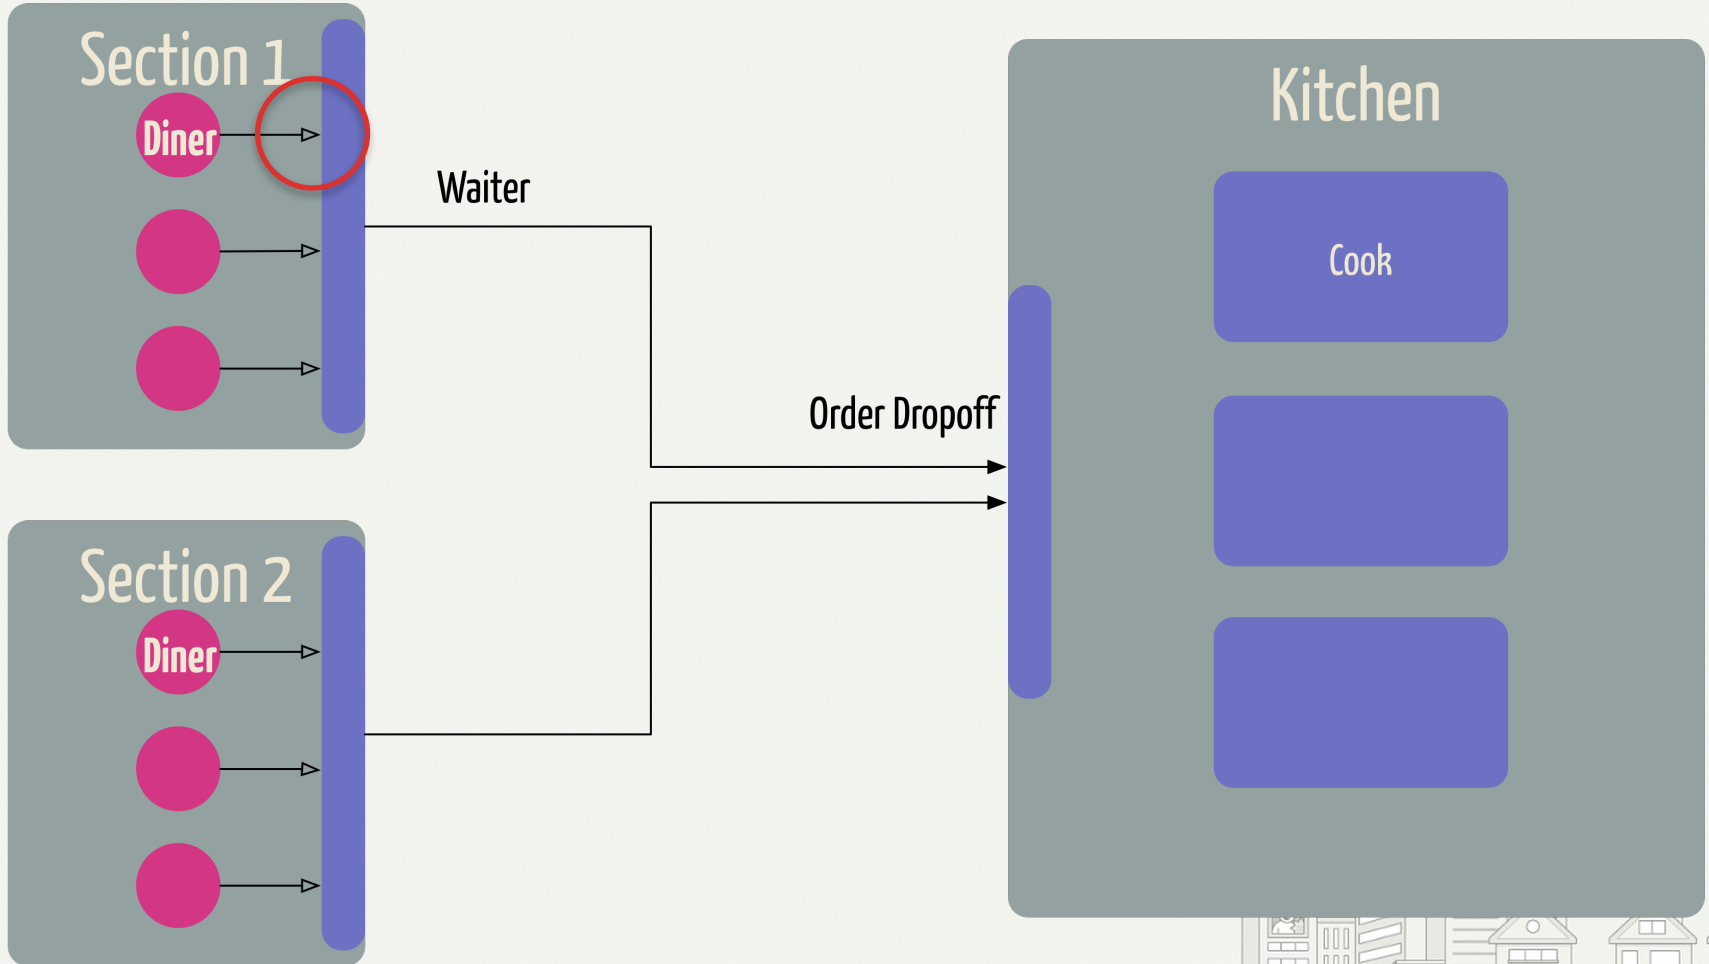 Section 1
Diner
Waiter
Section 2
Diner
Order Dropoff
Kitchen
Cook